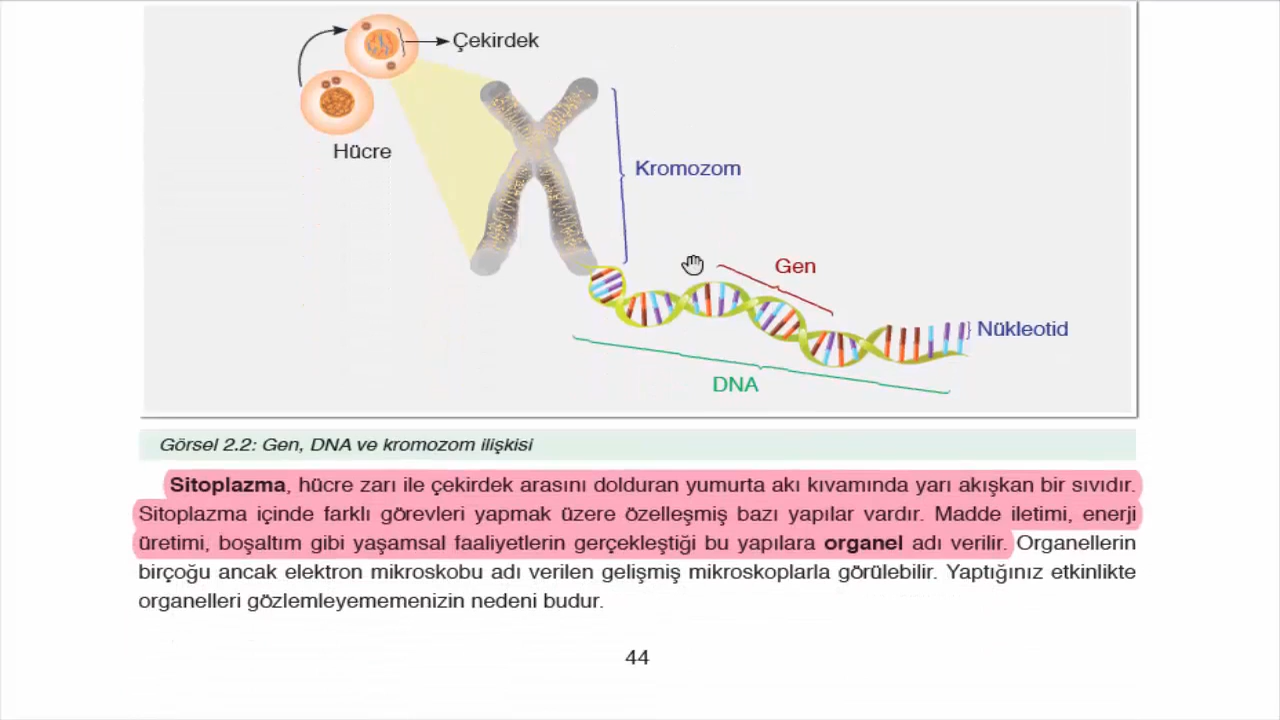 Çekirdek
Hücre
Kromozom
Gen
Nükleotid
DNA
Görsel 2.2: Gen, DNA ve kromozom ilişkisi
Sitoplazma, hücre zarı ile çekirdek arasını dolduran yumurta akı kıvamında yarı akışkan bir sıvıdır.
Sitoplazma içinde farklı görevleri yapmak üzere özelleşmiş bazı yapılar vardır. Madde iletimi, enerji
üretimi, boşaltım gibi yaşamsal faaliyetlerin gerçekleştiği bu yapılara organel adı verilir. Organellerin
birçoğu ancak elektron mikroskobu adı verilen gelişmiş mikroskoplarla görülebilir. Yaptığınız etkinlikte
organelleri gözlemleyememenizin nedeni budur.
44